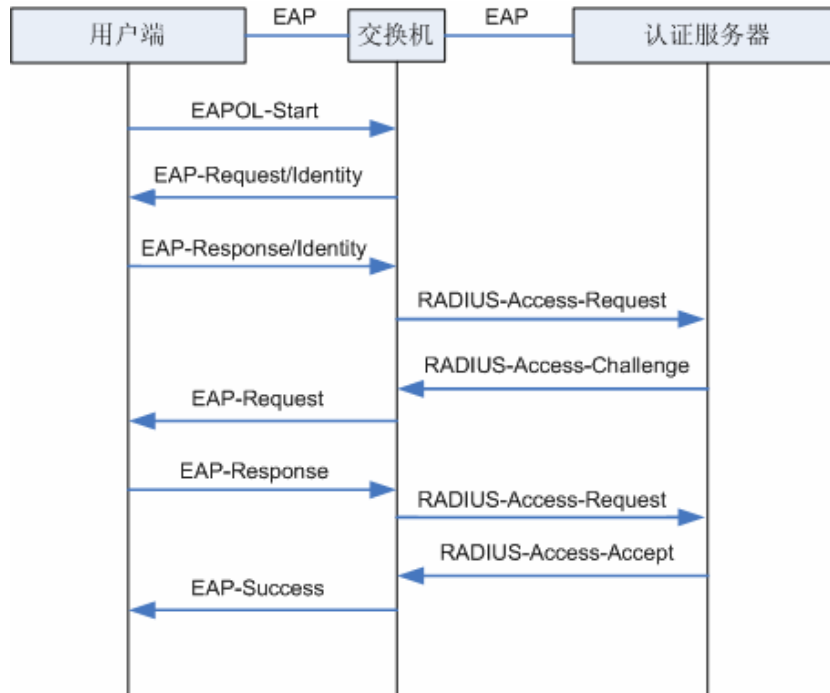 EAP
EAP
用户端
交换机
认证服务器
EAPOL-Start
EAP-Request/Identity
EAP-Response/Identity
RADIUS-Access-Request
RADIUS-Access-Challenge
EAP-Request
EAP-Response
RADIUS-Access-Request
RADIUS-Access-Accept
EAP-Success